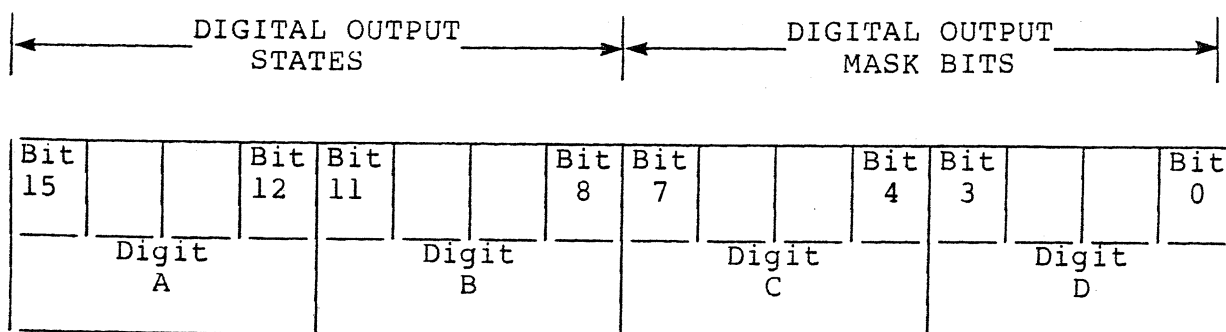 DIGITAL OUTPUT DIGITAL OUTPUT
STATES MASK BITS
Bit Bit Bit Bit Bit Bit Bit Bit
15 12 11 8 7 4 3 0
Digit Digit Digit Digit
A B C D